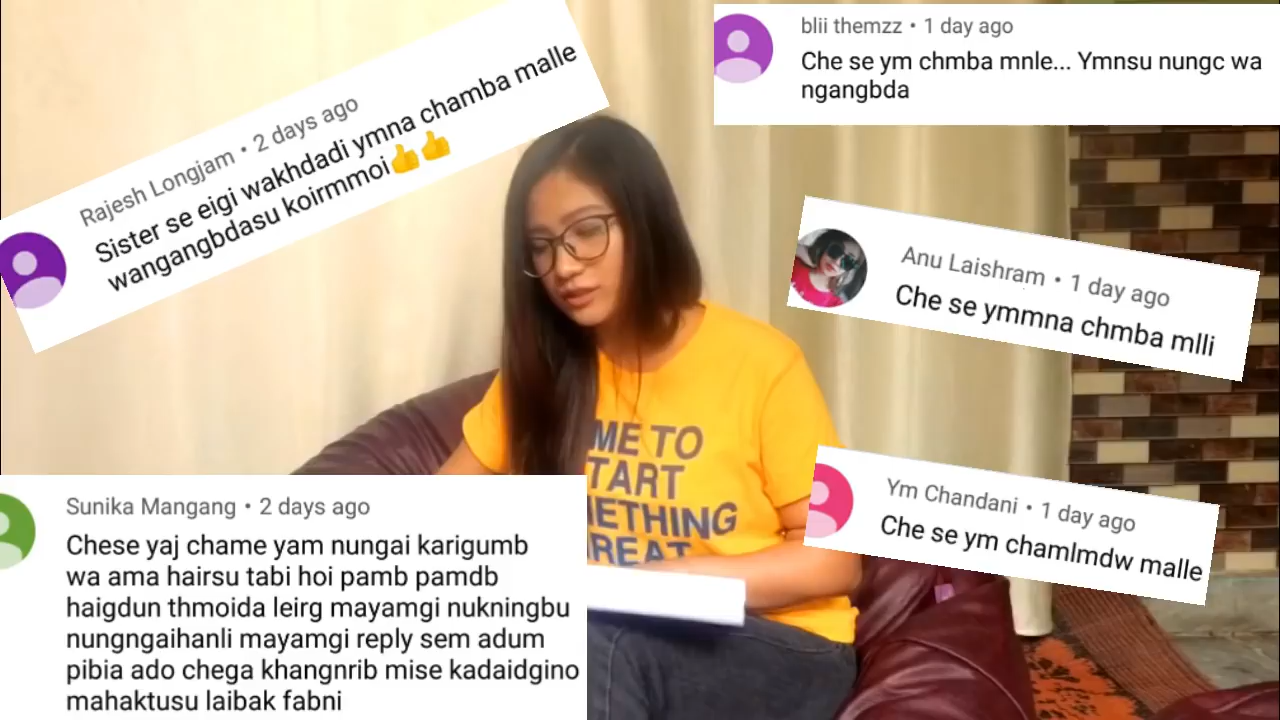 Rajesh Longjam • 2 days ago
Sister se eigi wakhdadi ymna chamba malle
wangangbdasu koirmmoi👍👍
blii themzz • 1 day ago
Che se ym chmba mnle... Ymnsu nungc wa
ngangbda
Anu Laishram • 1 day ago
Che se ymmna chmba mlli
Ym Chandani • 1 day ago
Che se ym chamlmdw malle
Sunika Mangang • 2 days ago
Chese yaj chame yam nungai karigumb
wa ama hairsu tabi hoi pamb pamdb
haigdun thmoida leirg mayamgi nukningbu
nungngaihanli mayamgi reply sem adum
pibia ado chega khangnrib mise kadaidgino
mahaktusu laibak fabni
ME TO
TART
ETHING
REAT